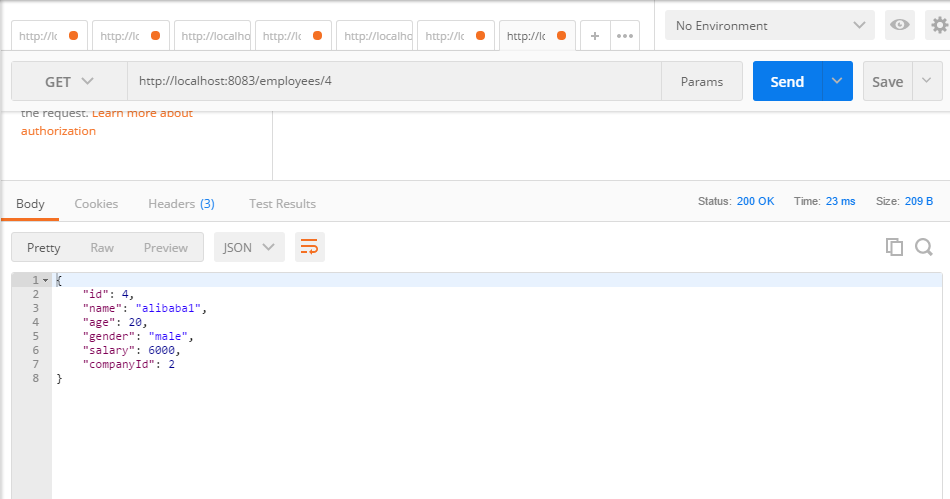 http://lo http://lo http://localho http://lo http://localho http://lo http://lo + ••• No Environment
GET http://localhost:8083/employees/4 Params Send Save
the request. Learn more about
authorization
Body Cookies Headers (3) Test Results Status: 200 OK Time: 23 ms Size: 209 B
Pretty Raw Preview JSON
1 {
2 "id": 4,
3 "name": "alibaba1",
4 "age": 20,
5 "gender": "male",
6 "salary": 6000,
7 "companyId": 2
8 }